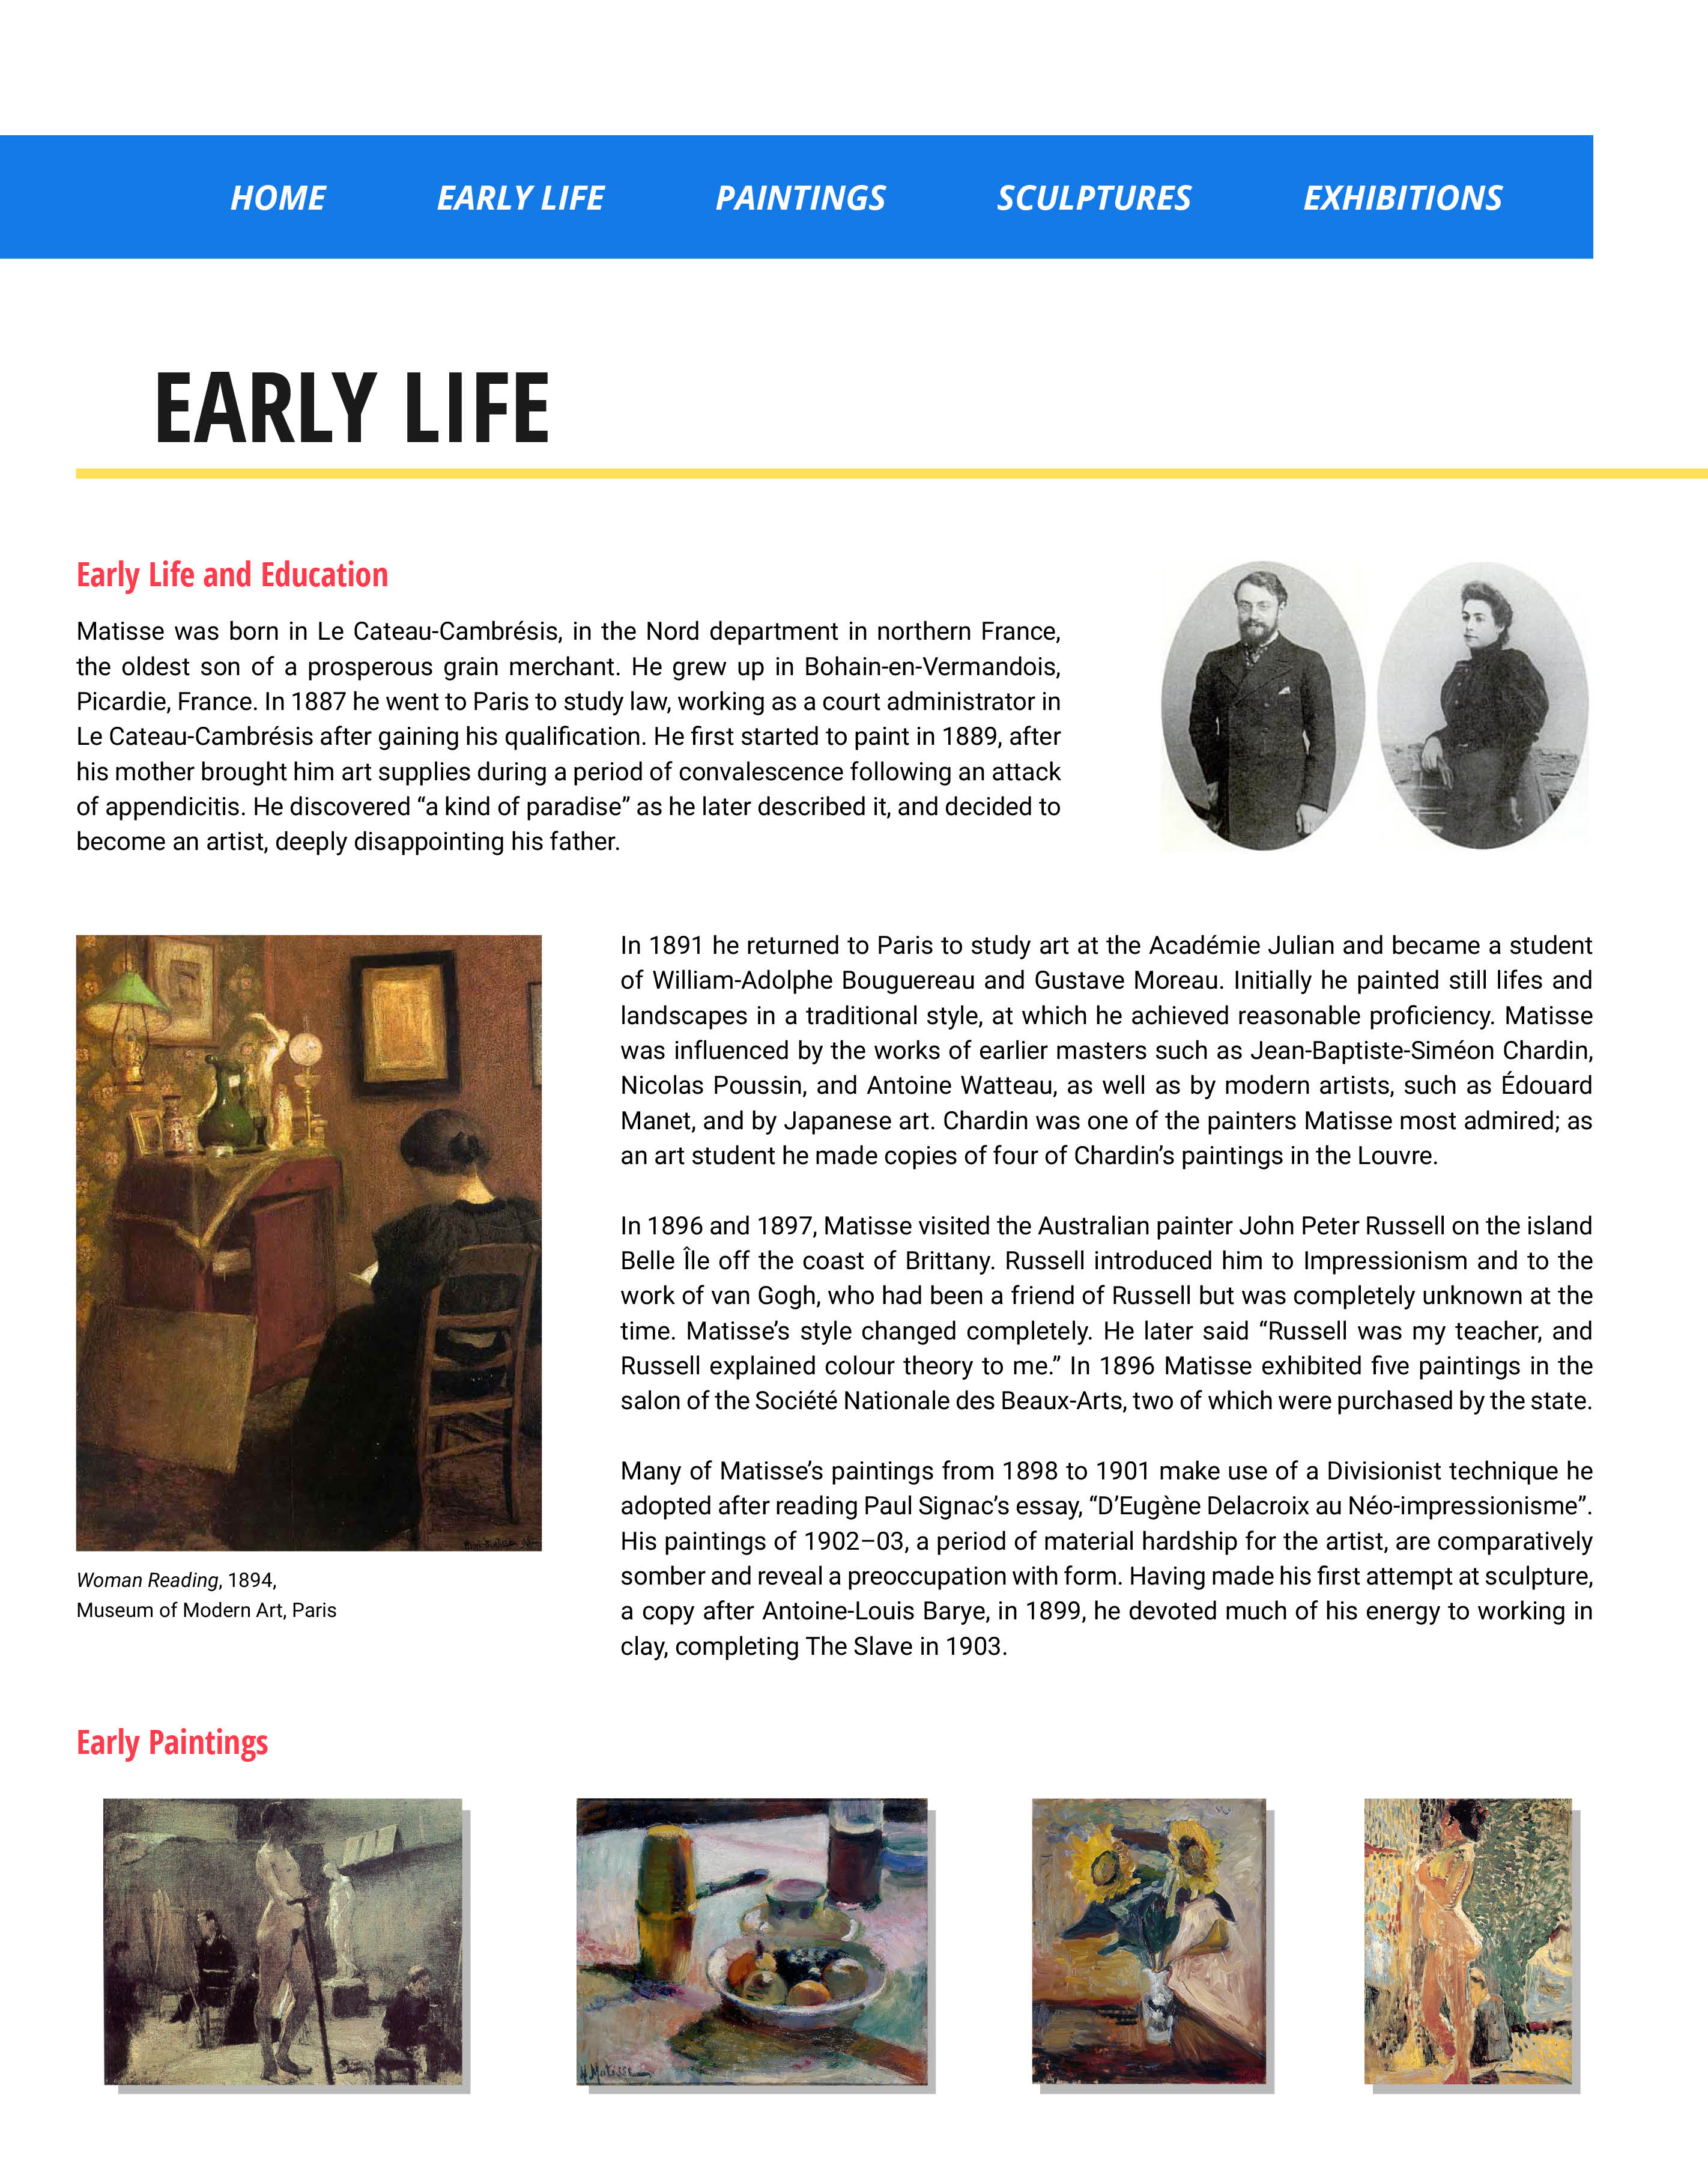 HOME EARLY LIFE PAINTINGS SCULPTURES EXHIBITIONS
EARLY LIFE
Early Life and Education
Matisse was born in Le Cateau-Cambrésis, in the Nord department in northern France,
the oldest son of a prosperous grain merchant. He grew up in Bohain-en-Vermandois,
Picardie, France. In 1887 he went to Paris to study law, working as a court administrator in
Le Cateau-Cambrésis after gaining his qualification. He first started to paint in 1889, after
his mother brought him art supplies during a period of convalescence following an attack
of appendicitis. He discovered “a kind of paradise” as he later described it, and decided to
become an artist, deeply disappointing his father.
In 1891 he returned to Paris to study art at the Académie Julian and became a student
of William-Adolphe Bouguereau and Gustave Moreau. Initially he painted still lifes and
landscapes in a traditional style, at which he achieved reasonable proficiency. Matisse
was influenced by the works of earlier masters such as Jean-Baptiste-Siméon Chardin,
Nicolas Poussin, and Antoine Watteau, as well as by modern artists, such as Édouard
Manet, and by Japanese art. Chardin was one of the painters Matisse most admired; as
an art student he made copies of four of Chardin’s paintings in the Louvre.
In 1896 and 1897, Matisse visited the Australian painter John Peter Russell on the island
Belle Île off the coast of Brittany. Russell introduced him to Impressionism and to the
work of van Gogh, who had been a friend of Russell but was completely unknown at the
time. Matisse’s style changed completely. He later said “Russell was my teacher, and
Russell explained colour theory to me.” In 1896 Matisse exhibited five paintings in the
salon of the Société Nationale des Beaux-Arts, two of which were purchased by the state.
Many of Matisse’s paintings from 1898 to 1901 make use of a Divisionist technique he
adopted after reading Paul Signac’s essay, “D’Eugène Delacroix au Néo-impressionisme”.
His paintings of 1902–03, a period of material hardship for the artist, are comparatively
somber and reveal a preoccupation with form. Having made his first attempt at sculpture,
a copy after Antoine-Louis Barye, in 1899, he devoted much of his energy to working in
clay, completing The Slave in 1903.
Woman Reading, 1894,
Museum of Modern Art, Paris
Early Paintings
H. Matisse